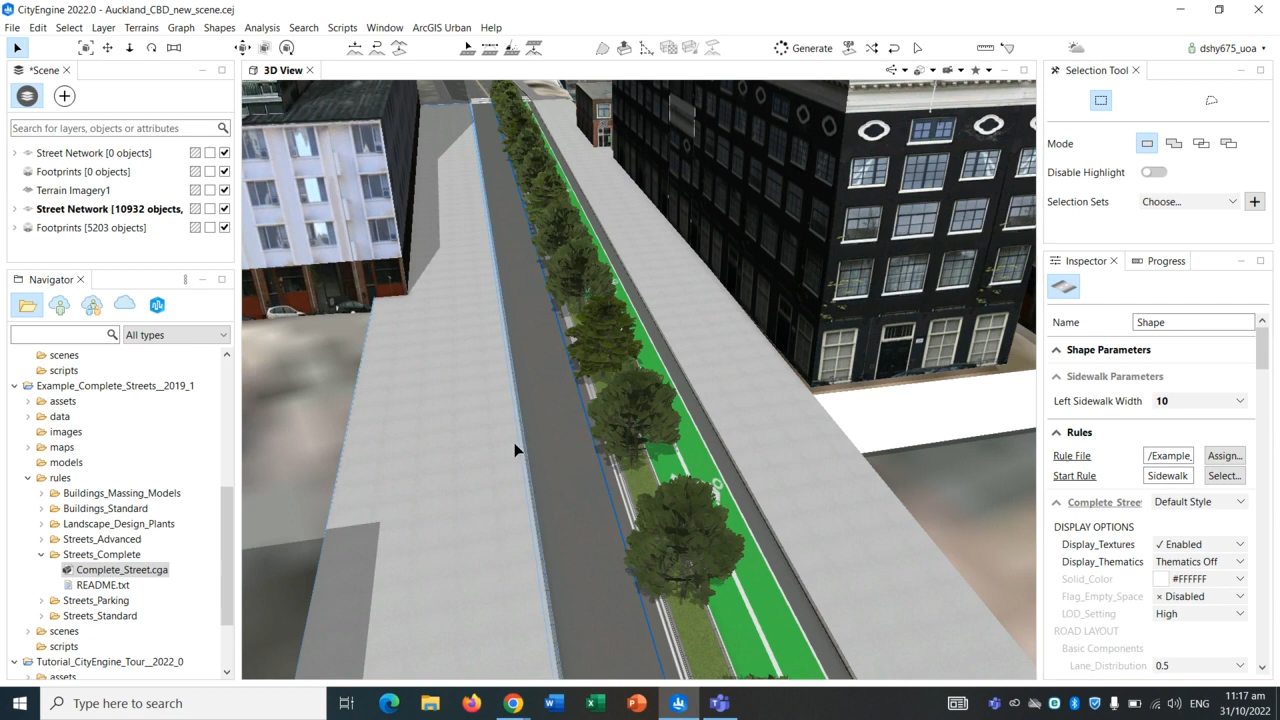 CityEngine 2022.0 - Auckland_CBD_new_scene.cej
File Edit Select Layer Terrains Graph Shapes Analysis Search Scripts Window ArcGIS Urban Help
Generate
dshy675_uoa
*Scene
Search for layers, objects or attributes
Street Network [0 objects]
Footprints [0 objects]
Terrain Imagery1
Street Network [10932 objects,
Footprints [5203 objects]
Navigator
All types
scenes
scripts
Example_Complete_Streets__2019_1
assets
data
images
maps
models
rules
Buildings_Massing_Models
Buildings_Standard
Landscape_Design_Plants
Streets_Advanced
Streets_Complete
Complete_Street.cga
README.txt
Streets_Parking
Streets_Standard
scenes
scripts
Tutorial_CityEngine_Tour__2022_0
assets
3D View
Selection Tool
Mode
Disable Highlight
Selection Sets Choose...
Inspector Progress
Name Shape
Shape Parameters
Sidewalk Parameters
Left Sidewalk Width 10
Rules
Rule File /Example_ Assign...
Start Rule Sidewalk Select...
Complete Stree Default Style
DISPLAY OPTIONS
Display_Textures ✓ Enabled
Display_Thematics Thematics Off
Solid_Color #FFFFFF
Flag_Empty_Space × Disabled
LOD_Setting High
ROAD LAYOUT
Basic Components
Lane_Distribution 0.5
Type here to search
ENG
11:17 am
31/10/2022